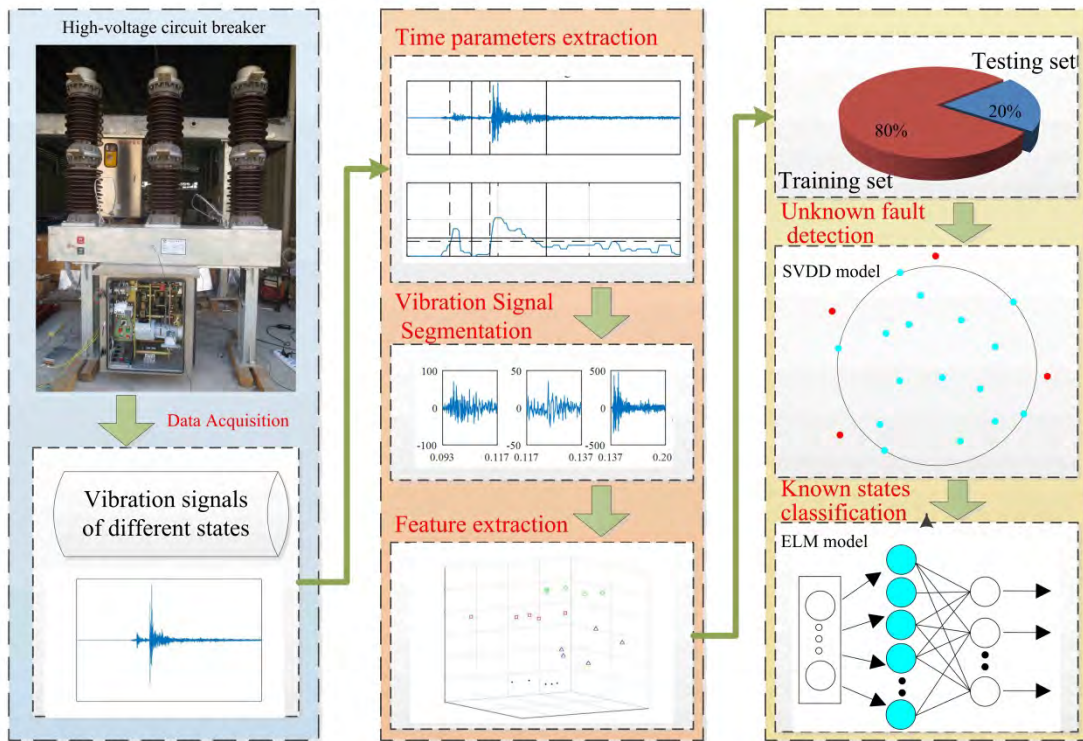 High-voltage circuit breaker
Data Acquisition
Vibration signals
of different states
Time parameters extraction
Vibration Signal
Segmentation
100
0
-100
0.093
0.117
50
0
-50
0.117
0.137
500
0
-500
0.137
0.20
Feature extraction
Testing set
20%
80%
Training set
Unknown fault
detection
SVDD model
Known states
classification
ELM model